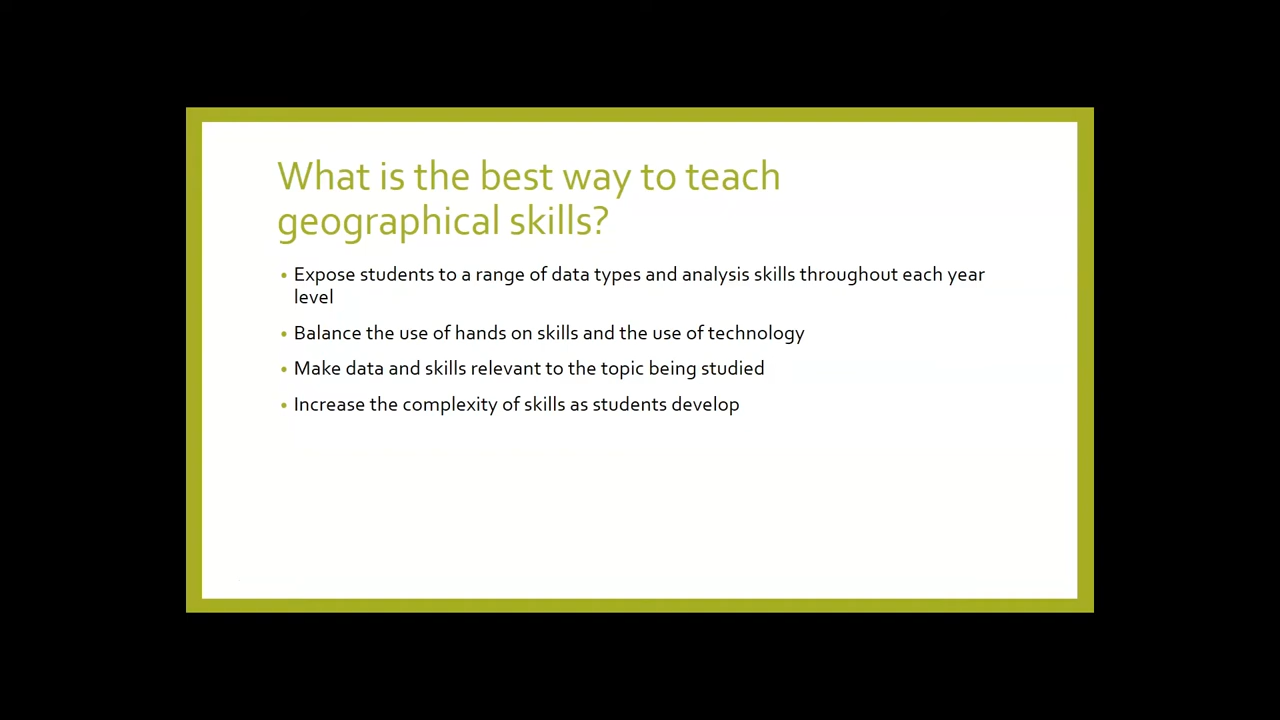 What is the best way to teach
geographical skills?
• Expose students to a range of data types and analysis skills throughout each year
level
• Balance the use of hands on skills and the use of technology
• Make data and skills relevant to the topic being studied
• Increase the complexity of skills as students develop